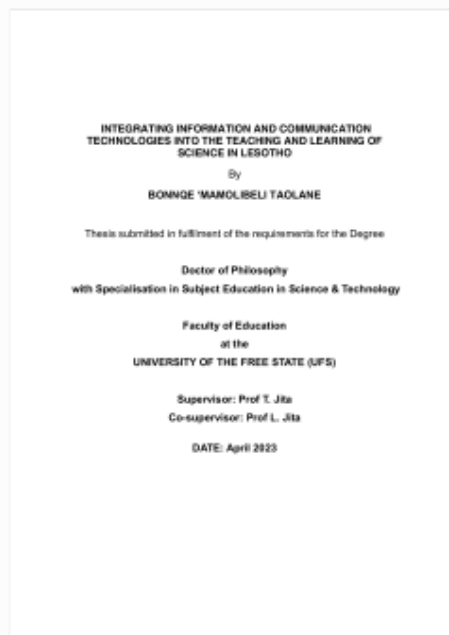 INTEGRATING INFORMATION AND COMMUNICATION
TECHNOLOGIES INTO THE TEACHING AND LEARNING OF
SCIENCE IN LESOTHO
By
BONNQE 'MAMOLIBELI TAOLANE
Thesis submitted in fulfilment of the requirements for the Degree
Doctor of Philosophy
with Specialisation in Subject Education in Science & Technology
Faculty of Education
at the
UNIVERSITY OF THE FREE STATE (UFS)
Supervisor: Prof T. Jita
Co-supervisor: Prof L. Jita
DATE: April 2023